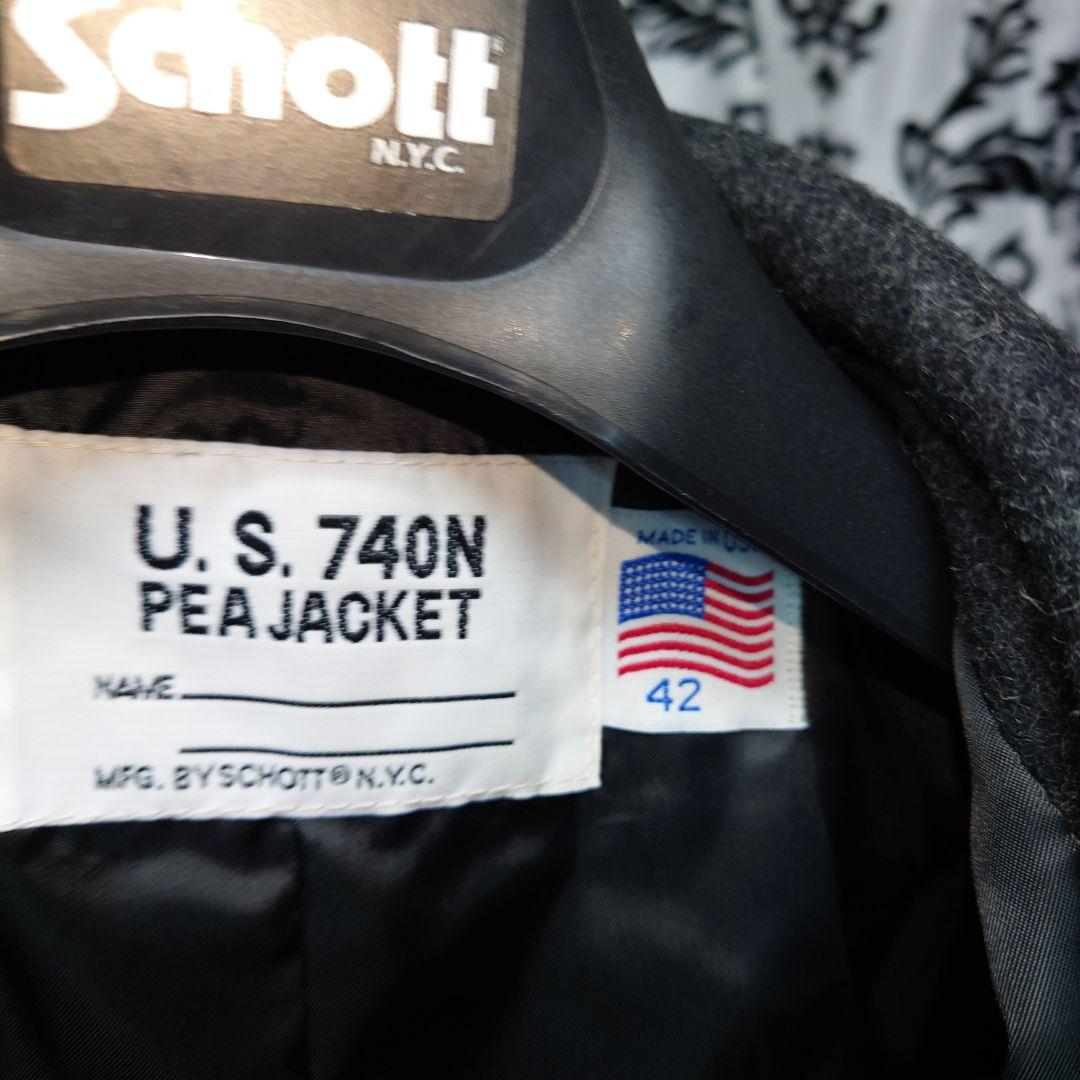 Schott®
N.Y.C.
U. S. 740N
PEA JACKET
NAME
MFG. BY SCHOTT® N.Y.C.
MADE IN USA
42